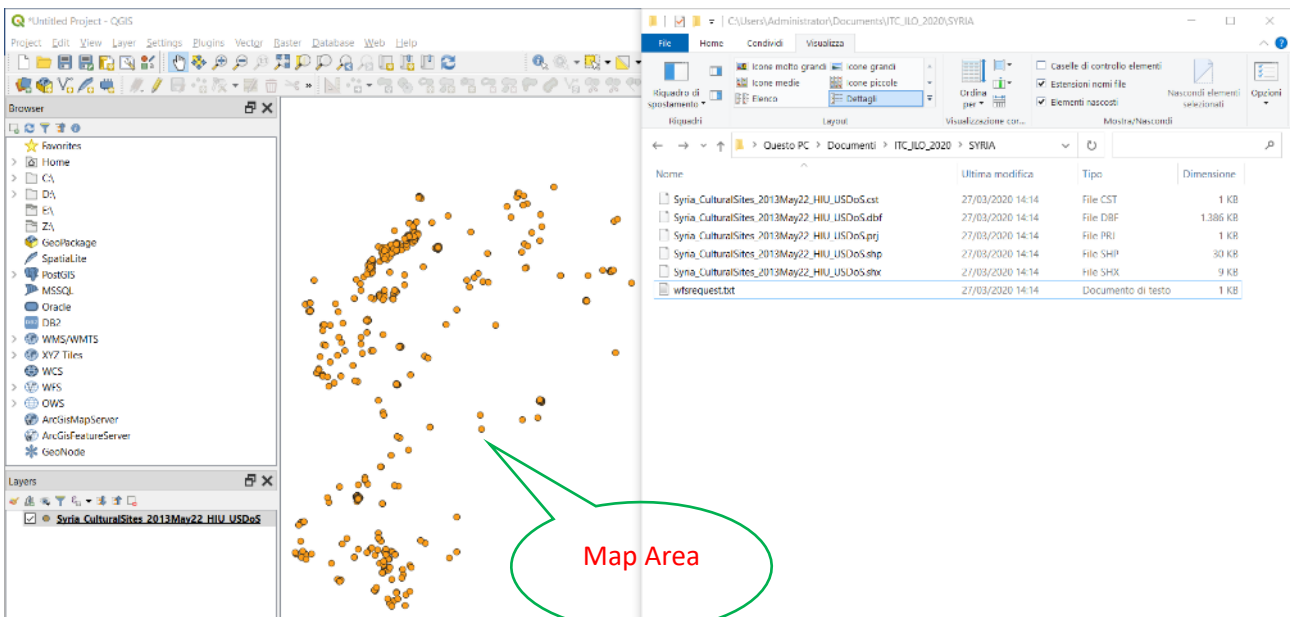 *Untitled Project - QGIS
Project Edit View Layer Settings Plugins Vector Raster Database Web Help
Browser
Favorites
Home
C:\
D:\
E:\
Z:\
GeoPackage
SpatiaLite
PostGIS
MSSQL
Oracle
DB2
WMS/WMTS
XYZ Tiles
WCS
WFS
OWS
ArcGisMapServer
ArcGisFeatureServer
GeoNode
Layers
Syria_CulturalSites_2013May22_HIU_USDoS
Map Area
C:\Users\Administrator\Documents\ITC_ILO_2020\SYRIA
File Home Condividi Visualizza
Riquadro di spostamento
Riquadri
Icone molto grandi Icone grandi
Icone medie Icone piccole
Elenco Dettagli
Layout
Ordina per
Visualizzazione cor...
Caselle di controllo elementi
Estensioni nomi file
Elementi nascosti
Nascondi elementi selezionati
Mostra/Nascondi
Opzioni
Questo PC > Documenti > ITC_ILO_2020 > SYRIA
Nome Ultima modifica Tipo Dimensione
Syria_CulturalSites_2013May22_HIU_USDoS.cst 27/03/2020 14:14 File CST 1 KB
Syria_CulturalSites_2013May22_HIU_USDoS.dbf 27/03/2020 14:14 File DBF 1.386 KB
Syria_CulturalSites_2013May22_HIU_USDoS.prj 27/03/2020 14:14 File PRJ 1 KB
Syria_CulturalSites_2013May22_HIU_USDoS.shp 27/03/2020 14:14 File SHP 30 KB
Syria_CulturalSites_2013May22_HIU_USDoS.shx 27/03/2020 14:14 File SHX 9 KB
wfsrequest.txt 27/03/2020 14:14 Documento di testo 1 KB